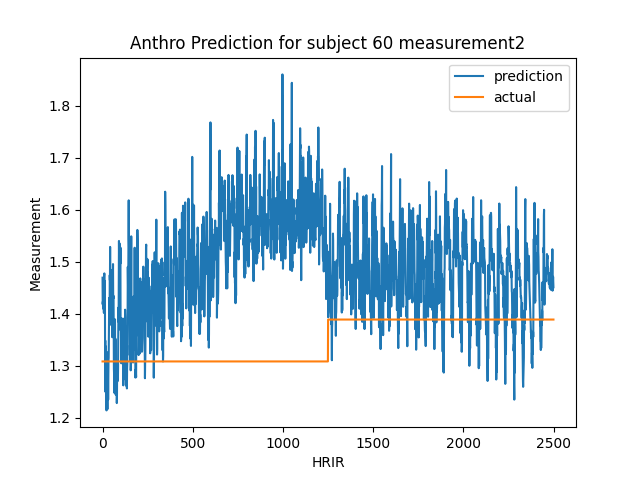 Anthro Prediction for subject 60 measurement2
prediction
actual
Measurement
1.8
1.7
1.6
1.5
1.4
1.3
1.2
0
500
1000
1500
2000
2500
HRIR